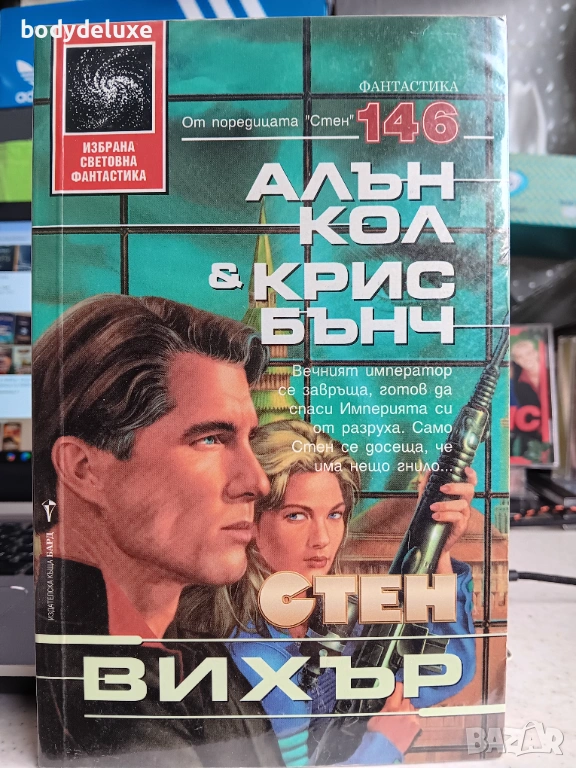 bodydeluxe
ИЗБРАНА
СВЕТОВНА
ФАНТАСТИКА
ФАНТАСТИКА
От поредицата "Стен" 146
АЛЪН
КОЛ
& КРИС
БЪНЧ
Вечният император
се завръща, готов да
спаси Империята си
от разруха. Само
Стен се досеща, че
има нещо гнило...
ИЗДАТЕЛСКА КЪЩА БАРД
СТЕН
ВИХЪР
BAZAR